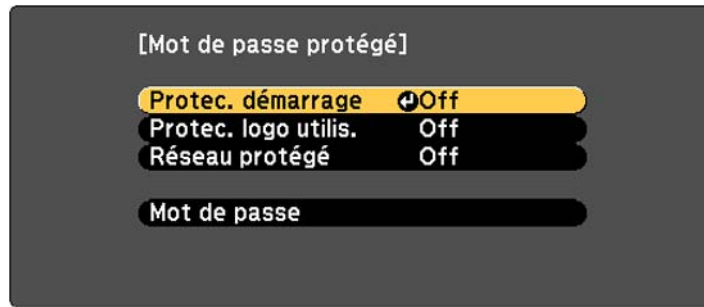 [Mot de passe protégé]
Protec. démarrage Off
Protec. logo utilis. Off
Réseau protégé Off
Mot de passe